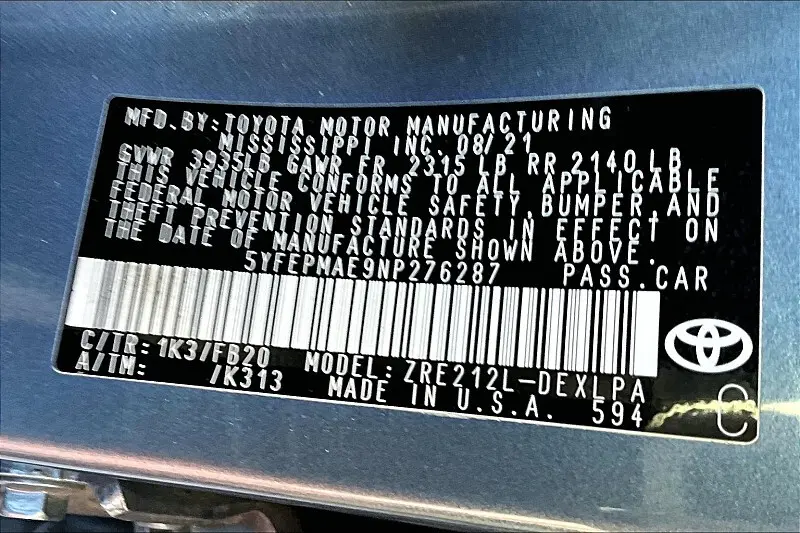 MFD.BY:TOYOTA MOTOR MANUFACTURING
MISSISSIPPI INC. 08/21
GVWR 3935LB GAWR FR 2315 LB RR 2140 LB
THIS VEHICLE CONFORMS TO ALL APPLICABLE
FEDERAL MOTOR VEHICLE SAFETY,BUMPER,AND
THEFT PREVENTION STANDARDS IN EFFECT ON
THE DATE OF MANUFACTURE SHOWN ABOVE.
5YFEPMAE9NP276287 PASS.CAR
C/TR: 1K3/FB20 MODEL: ZRE212L-DEXLPA
A/TM: /K313 MADE IN U.S.A. 594
C